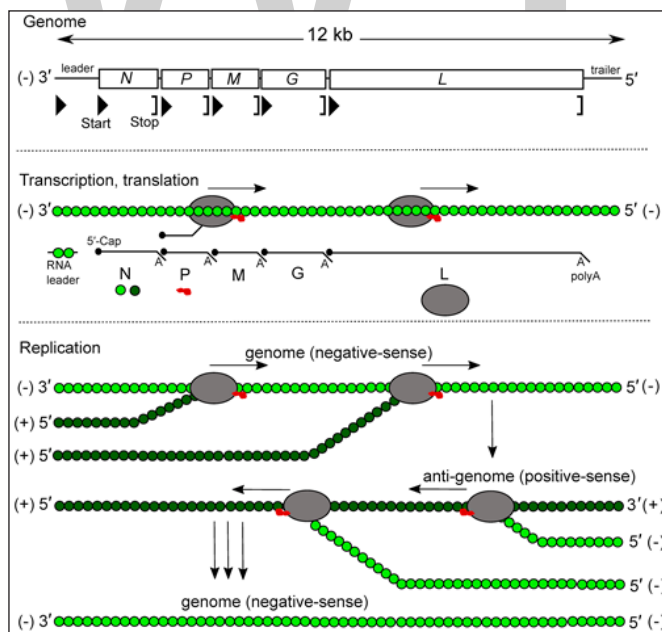 Genome
12 kb
(-) 3′ leader N P M G L trailer 5′
Start Stop
Transcription, translation
(-) 3′ 5′ (-)
5′-Cap
RNA leader A A A A A polyA
N P M G L
Replication
genome (negative-sense)
(-) 3′ 5′ (-)
(+) 5′
(+) 5′
anti-genome (positive-sense)
(+) 5′ 3′ (+)
5′ (-)
5′ (-)
genome (negative-sense)
(-) 3′ 5′ (-)